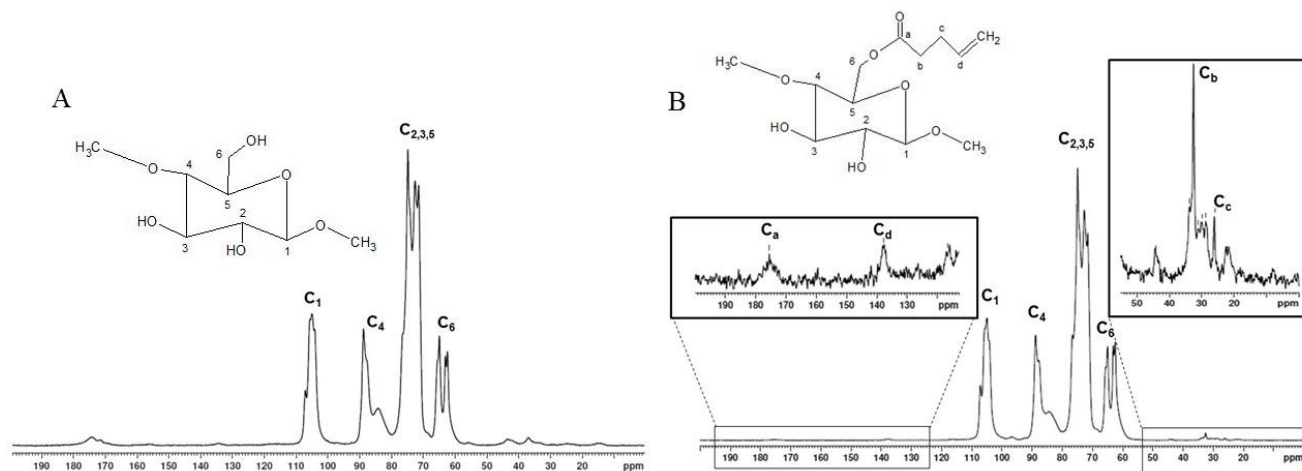 A
H₃C
O
4
6
OH
5
O
HO
3
2
HO
1
O
CH₃
C₁
C₄
C₂,₃,₅
C₆
190 180 170 160 150 140 130 120 110 100 90 80 70 60 50 40 30 20 ppm
B
O
a
c
CH₂
O
b
d
6
H₃C
O
4
5
O
HO
3
2
HO
1
O
CH₃
Cₐ
C_d
190 180 170 160 150 140 130 ppm
C₁
C₄
C₂,₃,₅
C₆
C_b
C_c
50 40 30 20 ppm
190 180 170 160 150 140 130 120 110 100 90 80 70 60 50 40 30 20 ppm